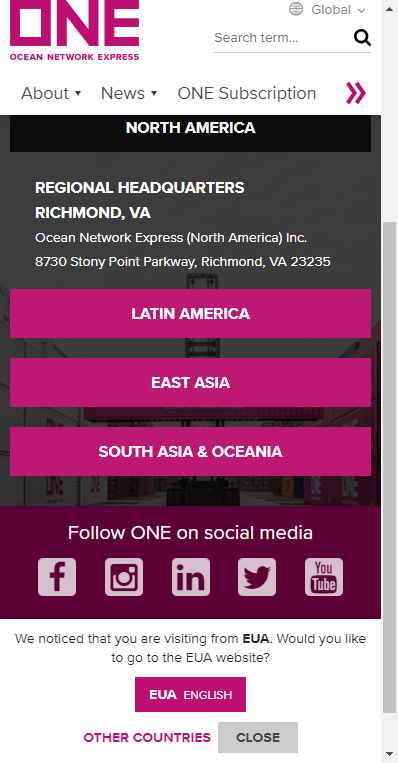 ONE
OCEAN NETWORK EXPRESS
Global
Search term...
About
News
ONE Subscription
NORTH AMERICA
REGIONAL HEADQUARTERS
RICHMOND, VA
Ocean Network Express (North America) Inc.
8730 Stony Point Parkway, Richmond, VA 23235
LATIN AMERICA
EAST ASIA
SOUTH ASIA & OCEANIA
Follow ONE on social media
f
in
You
Tube
We noticed that you are visiting from EUA. Would you like
to go to the EUA website?
EUA ENGLISH
OTHER COUNTRIES CLOSE